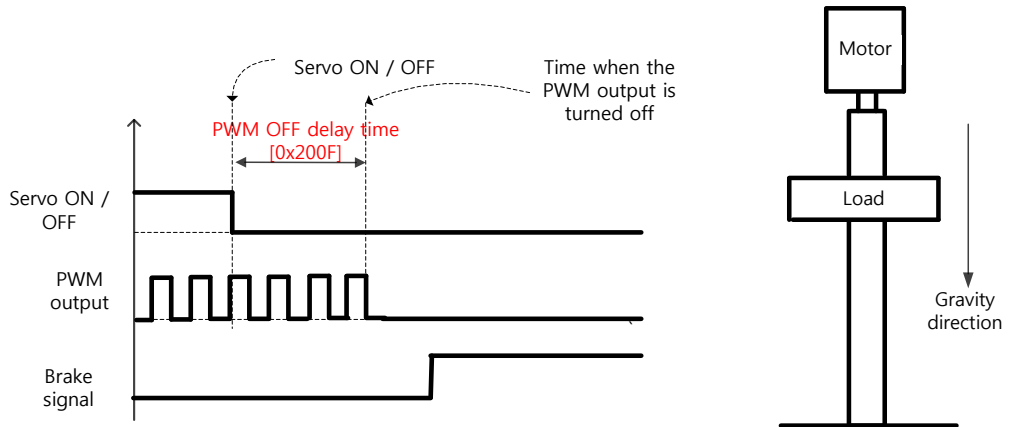 Servo ON / OFF
Time when the
PWM output is
turned off
PWM OFF delay time
[0x200F]
Servo ON /
OFF
PWM
output
Brake
signal
Motor
Load
Gravity
direction